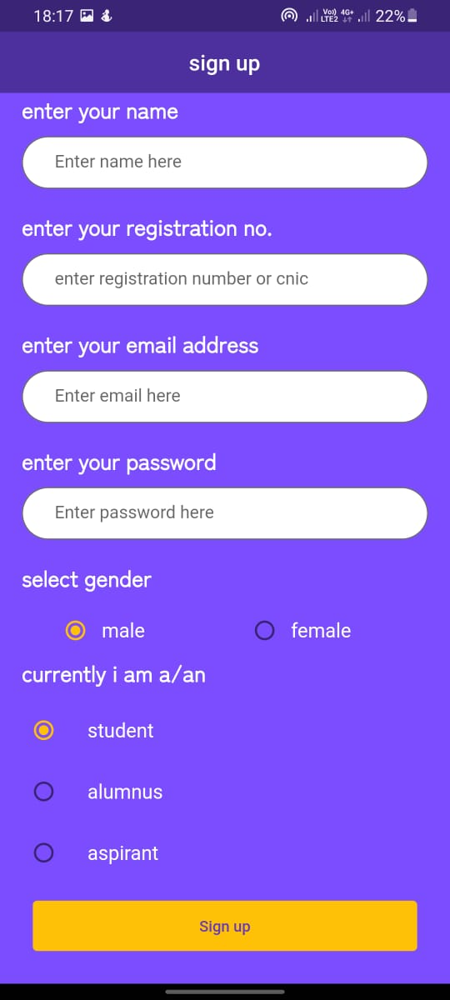 18:17 Vo)) LTE2 4G+ 22%
sign up
enter your name
Enter name here
enter your registration no.
enter registration number or cnic
enter your email address
Enter email here
enter your password
Enter password here
select gender
male female
currently i am a/an
student
alumnus
aspirant
Sign up